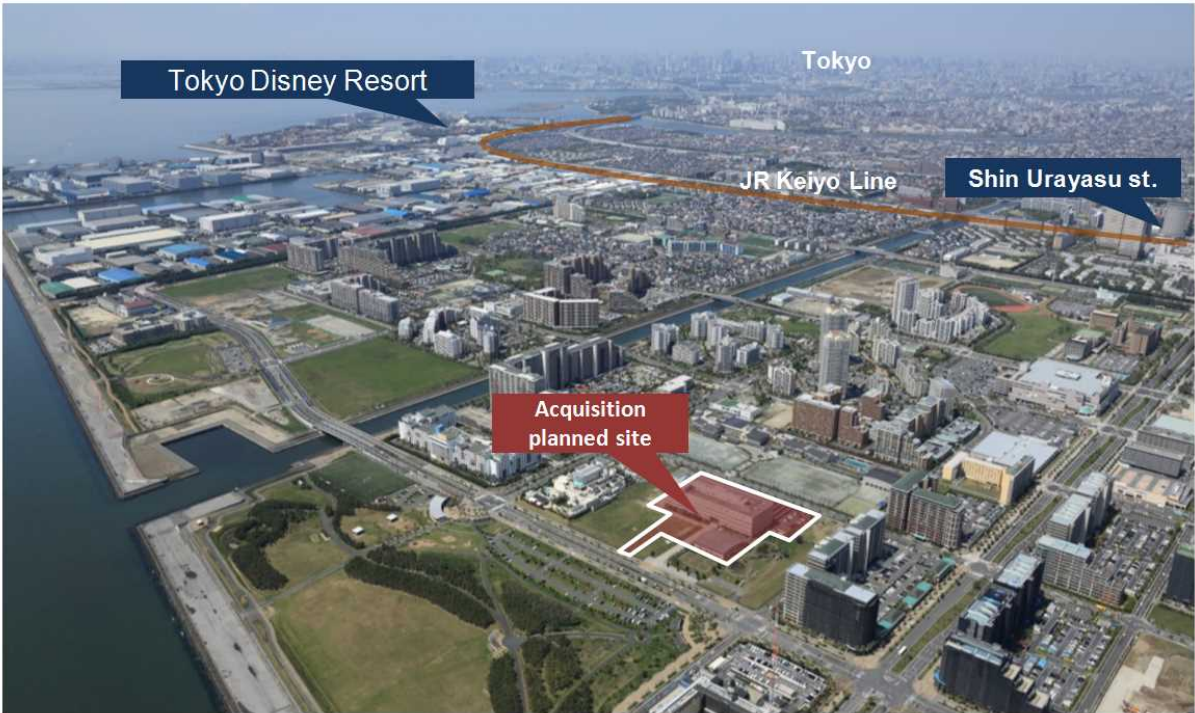 Tokyo
Tokyo Disney Resort
JR Keiyo Line
Shin Urayasu st.
Acquisition
planned site